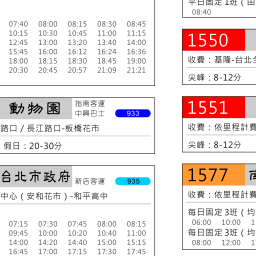 07:40 08:00 08:15 08:30 08:45
10:15 10:30 10:45 11:00 11:15
12:45 13:00 13:20 13:40 14:00
15:45 16:00 16:12 16:24 16:36
18:00 18:15 18:30 18:45 19:00
20:30 20:45 20:57 21:09 21:21
動物園
指南客運
中興巴士
933
路口 / 長江路口-板橋花市
假日：20-30分
台北市政府
新店客運
935
中心（安和花市）-和平高中
07:15 07:30 07:45 08:00 08:15
09:45 10:00 10:20 10:40 11:00
14:00 14:20 14:40 15:00 15:15
16:45 17:00 17:15 17:30 17:45
平日固定 1班（由
08:40
1550
收費：基隆-台北全
尖峰：8-12分
1551
收費：依里程計費
尖峰：8-12分
1577
收費：依里程計費
每日固定 3班（均
06:00 10:00
每日固定 3班（均
08:00 12:00